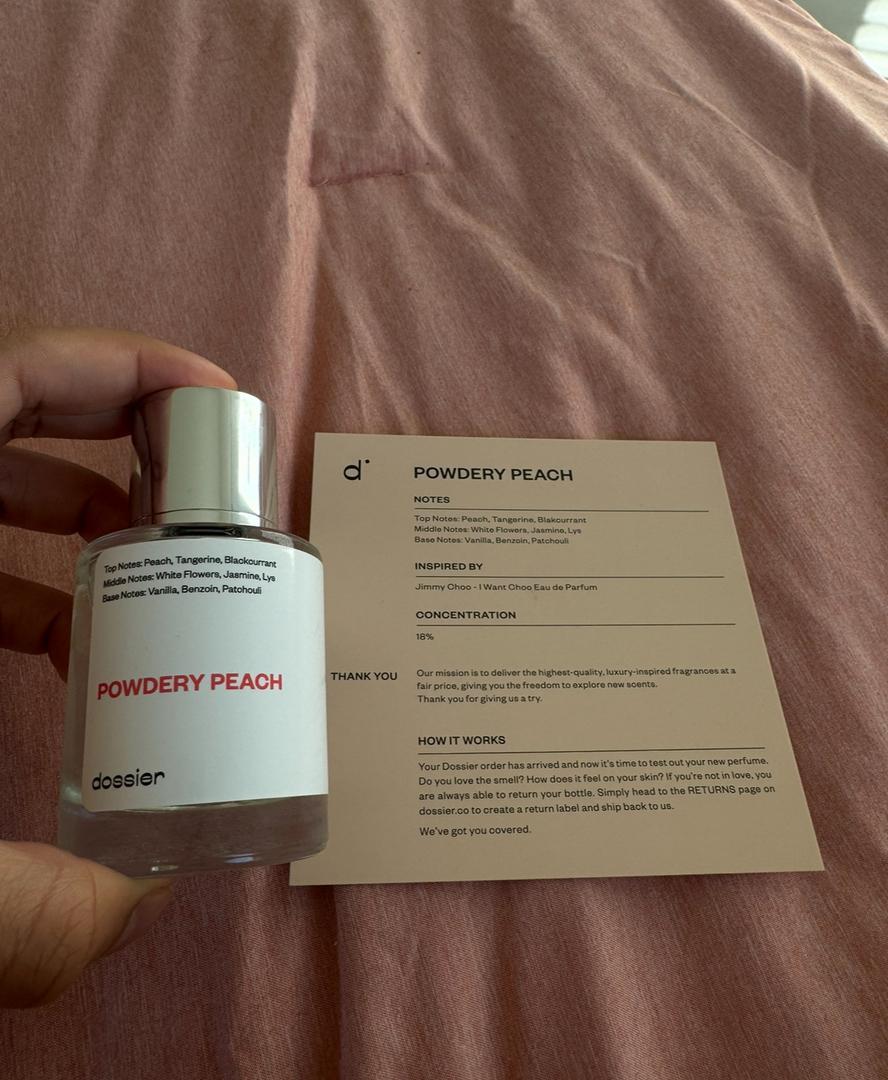 Top Notes: Peach, Tangerine, Blackcurrant
Middle Notes: White Flowers, Jasmine, Lys
Base Notes: Vanilla, Benzoin, Patchouli
POWDERY PEACH
dossier
d
POWDERY PEACH
NOTES
Top Notes: Peach, Tangerine, Blakcurrant
Middle Notes: White Flowers, Jasmine, Lys
Base Notes: Vanilla, Benzoin, Patchouli
INSPIRED BY
Jimmy Choo - I Want Choo Eau de Parfum
CONCENTRATION
18%
THANK YOU
Our mission is to deliver the highest-quality, luxury-inspired fragrances at a
fair price, giving you the freedom to explore new scents.
Thank you for giving us a try.
HOW IT WORKS
Your Dossier order has arrived and now it's time to test out your new perfume.
Do you love the smell? How does it feel on your skin? If you're not in love, you
are always able to return your bottle. Simply head to the RETURNS page on
dossier.co to create a return label and ship back to us.
We've got you covered.